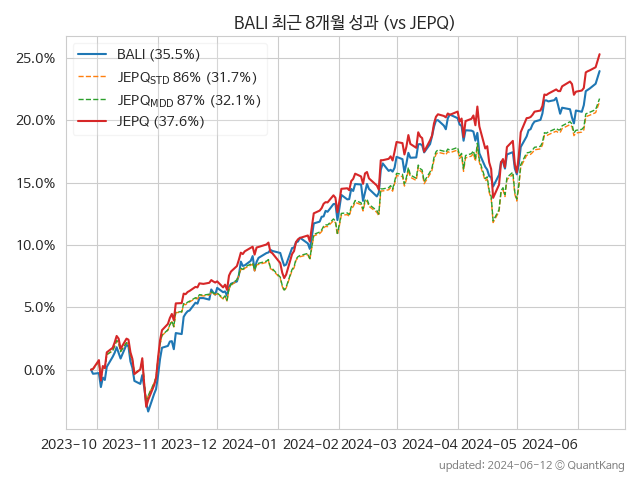 BALI 최근 8개월 성과 (vs JEPQ)
BALI (35.5%)
JEPQSTD 86% (31.7%)
JEPQMDD 87% (32.1%)
JEPQ (37.6%)
25.0%
20.0%
15.0%
10.0%
5.0%
0.0%
2023-10 2023-11 2023-12 2024-01 2024-02 2024-03 2024-04 2024-05 2024-06
updated: 2024-06-12 © QuantKang